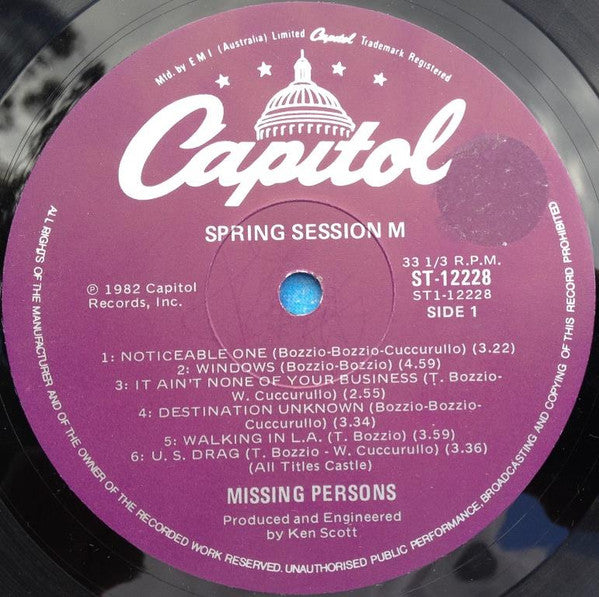 Mfd. by E M I (Australia) Limited Capitol Trademark Registered
Capitol
SPRING SESSION M
℗ 1982 Capitol
Records, Inc.
33 1/3 R.P.M.
ST-12228
ST1-12228
SIDE 1
1: NOTICEABLE ONE (Bozzio-Bozzio-Cuccurullo) (3.22)
2: WINDOWS (Bozzio-Bozzio) (4.59)
3: IT AIN'T NONE OF YOUR BUSINESS (T. Bozzio-
W. Cuccurullo) (2.55)
4: DESTINATION UNKNOWN (Bozzio-Bozzio-
Cuccurullo) (3.34)
5: WALKING IN L.A. (T. Bozzio) (3.59)
6: U.S. DRAG (T. Bozzio - W. Cuccurullo) (3.36)
(All Titles Castle)
MISSING PERSONS
Produced and Engineered
by Ken Scott
ALL RIGHTS OF THE MANUFACTURER AND OF THE OWNER OF THE RECORDED WORK RESERVED. UNAUTHORISED PUBLIC PERFORMANCE, BROADCASTING AND COPYING OF THIS RECORD PROHIBITED